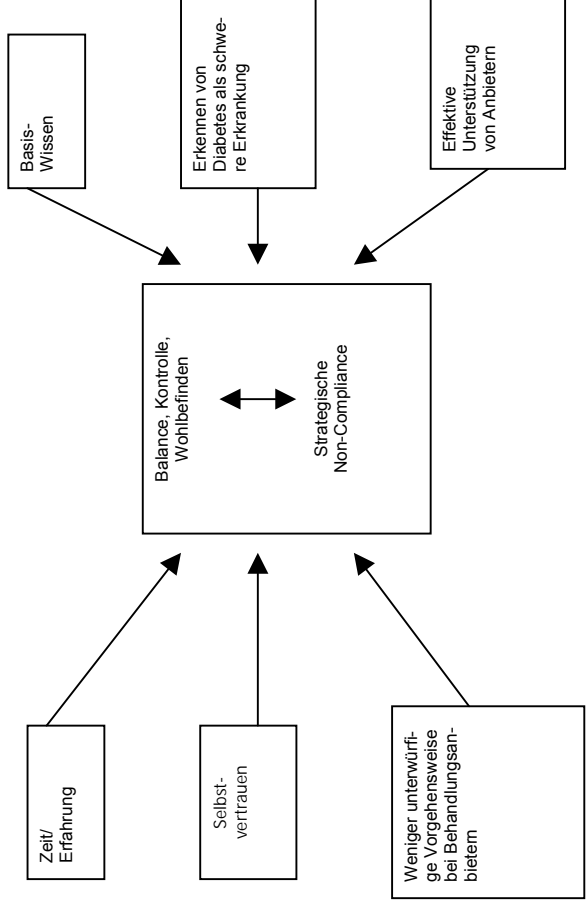 Zeit/
Erfahrung
Selbst-
vertrauen
Weniger unterwürfi-
ge Vorgehensweise
bei Behandlungsan-
bietern
Balance, Kontrolle,
Wohlbefinden
Strategische
Non-Compliance
Basis-
Wissen
Erkennen von
Diabetes als schwe-
re Erkrankung
Effektive
Unterstützung
von Anbietern